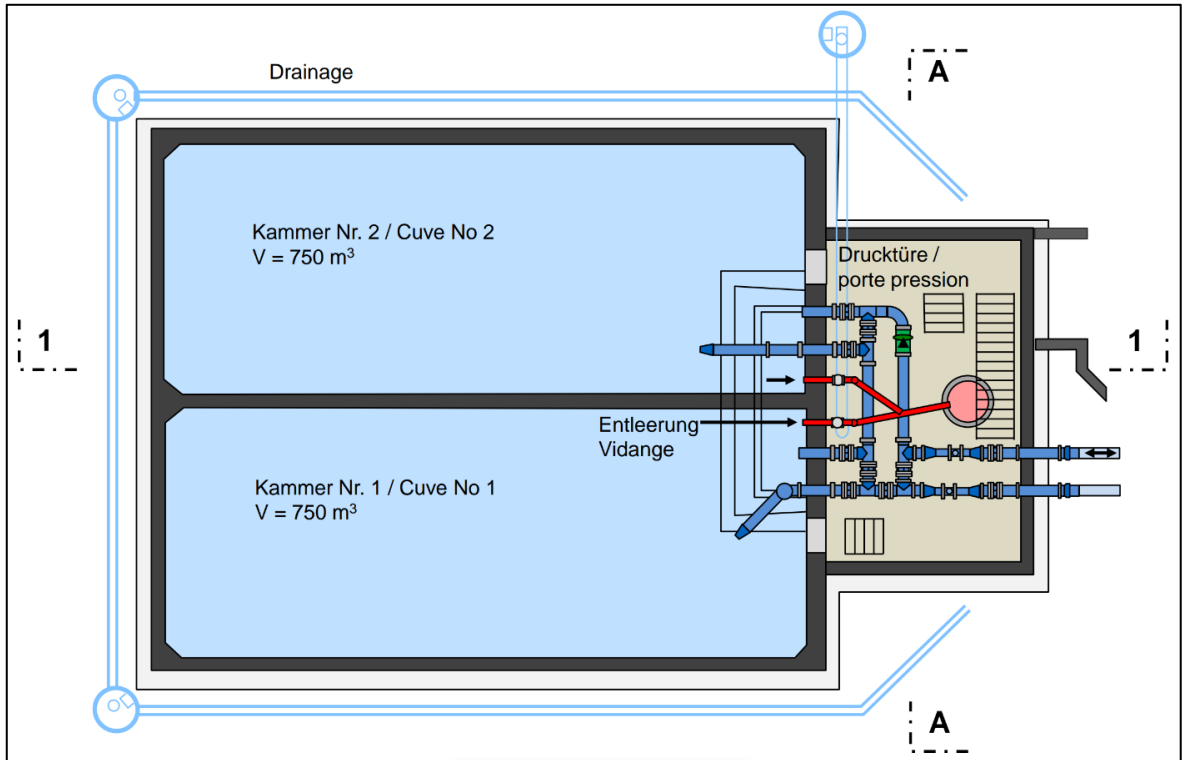 Drainage
A
Kammer Nr. 2 / Cuve No 2
V = 750 m³
Drucktüre /
porte pression
1
1
Entleerung
Vidange
Kammer Nr. 1 / Cuve No 1
V = 750 m³
A